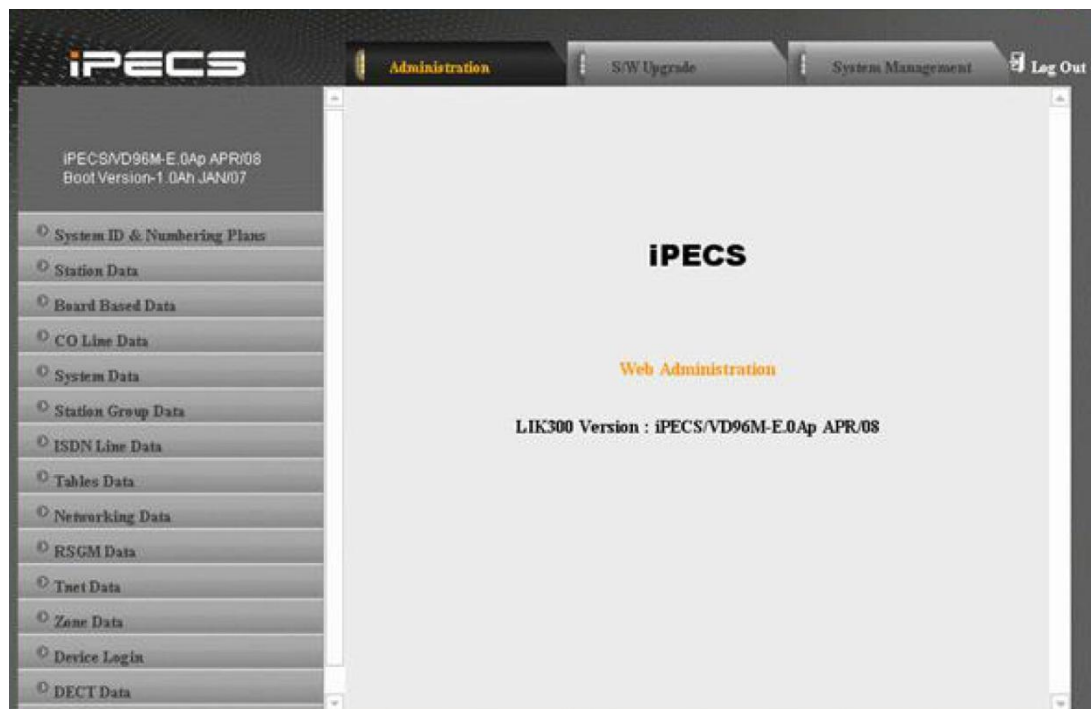 iPECS
Administration
S/W Upgrade
System Management
Log Out
iPECS/VD96M-E.0Ap APR/08
Boot Version-1.0Ah JAN/07
System ID & Numbering Plans
Station Data
Board Based Data
CO Line Data
System Data
Station Group Data
ISDN Line Data
Tables Data
Networking Data
RSGM Data
Tnet Data
Zone Data
Device Login
DECT Data
iPECS
Web Administration
LIK300 Version : iPECS/VD96M-E.0Ap APR/08